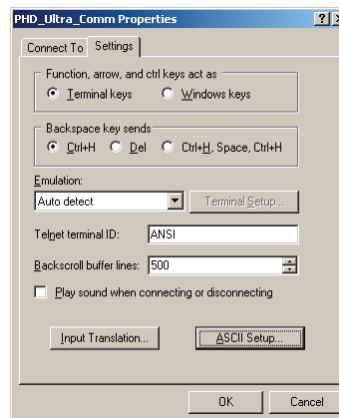 PHD_Ultra_Comm Properties
Connect To Settings
Function, arrow, and ctrl keys act as
Terminal keys Windows keys
Backspace key sends
Ctrl+H Del Ctrl+H, Space, Ctrl+H
Emulation:
Auto detect Terminal Setup...
Telnet terminal ID: ANSI
Backscroll buffer lines: 500
Play sound when connecting or disconnecting
Input Translation... ASCII Setup...
OK Cancel